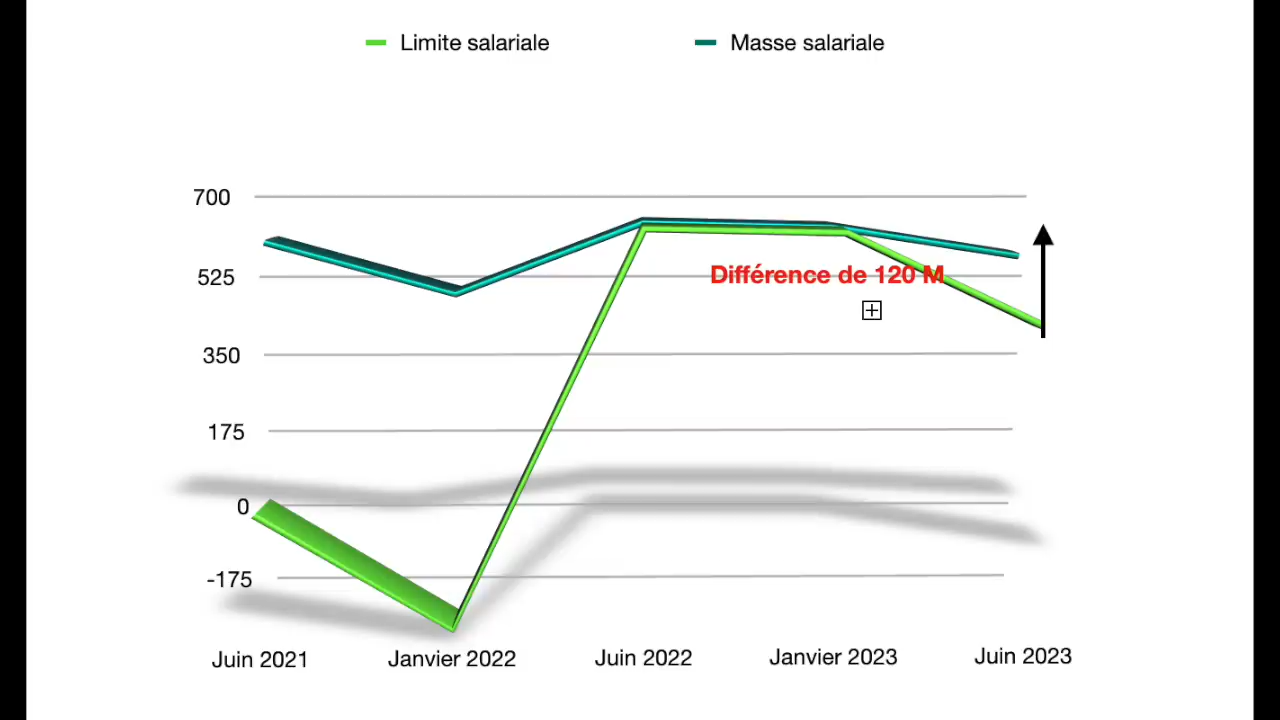 Limite salariale
Masse salariale
700
525
Différence de 120 M
350
175
0
-175
Juin 2021
Janvier 2022
Juin 2022
Janvier 2023
Juin 2023